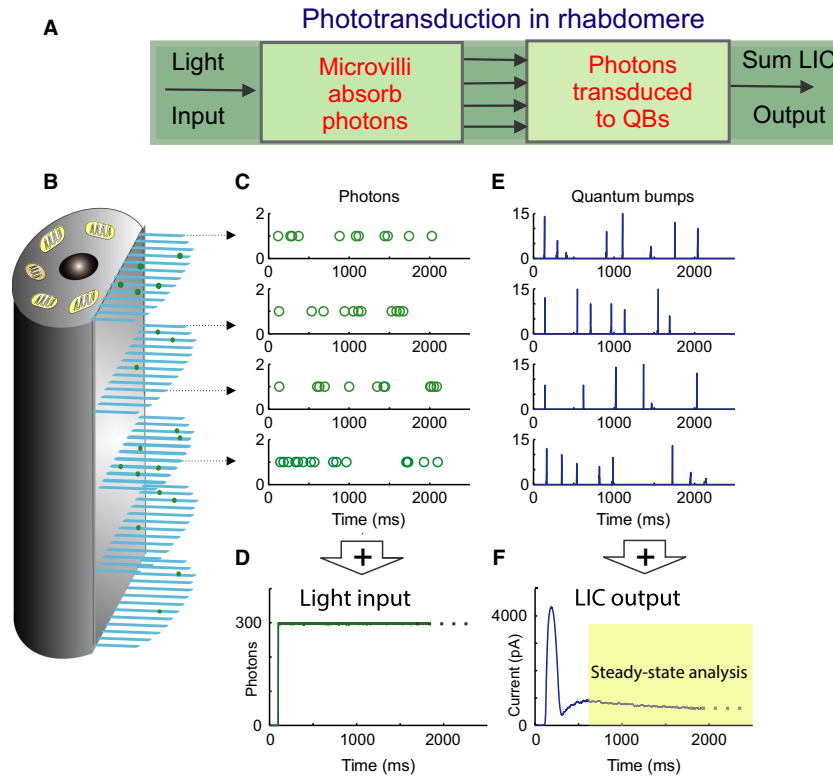 A
Phototransduction in rhabdomere
Light
Input
Microvilli
absorb
photons
Photons
transduced
to QBs
Sum LIC
Output
B
C
Photons
2
1
0
0
1000
2000
2
1
0
0
1000
2000
2
1
0
0
1000
2000
2
1
0
0
1000
2000
Time (ms)
+
E
Quantum bumps
15
0
0
1000
2000
15
0
0
1000
2000
15
0
0
1000
2000
15
0
0
1000
2000
Time (ms)
+
D
Light input
Photons
300
0
0
1000
2000
Time (ms)
F
LIC output
Current (pA)
4000
0
Steady-state analysis
0
1000
2000
Time (ms)